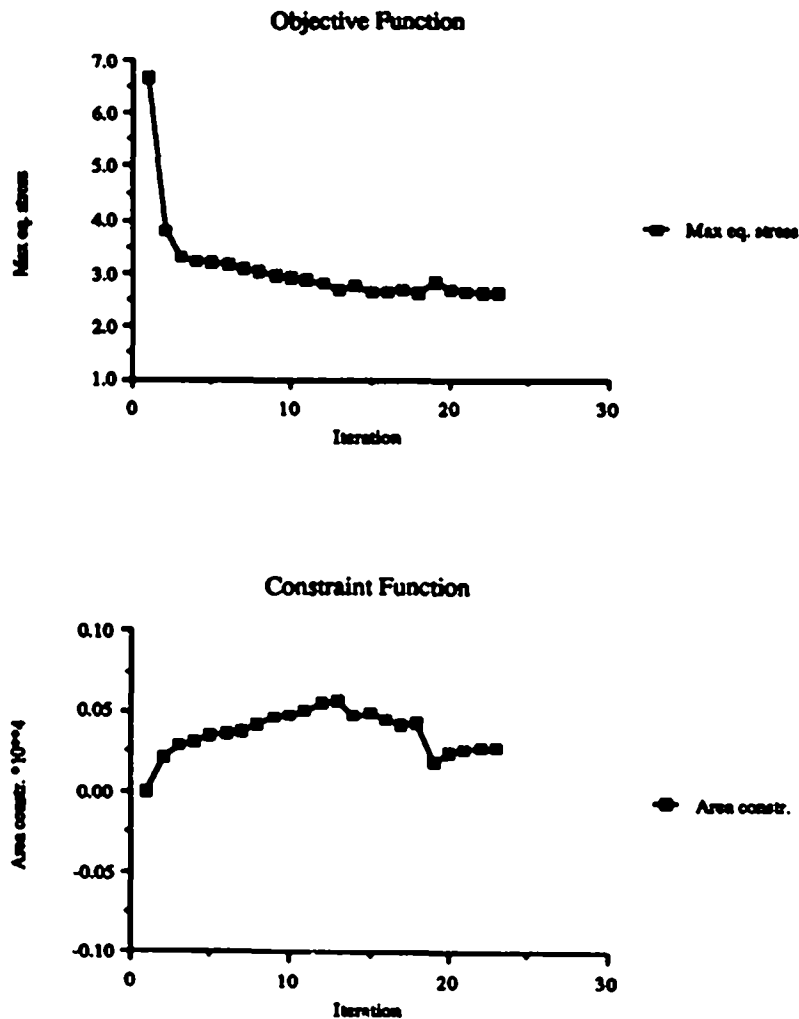 Objective Function
7.0
6.0
5.0
4.0
3.0
2.0
1.0
Max eq. stress
0
10
20
30
Iteration
Max eq. stress
Constraint Function
0.10
0.05
0.00
-0.05
-0.10
Area constr. *10**4
0
10
20
30
Iteration
Area constr.